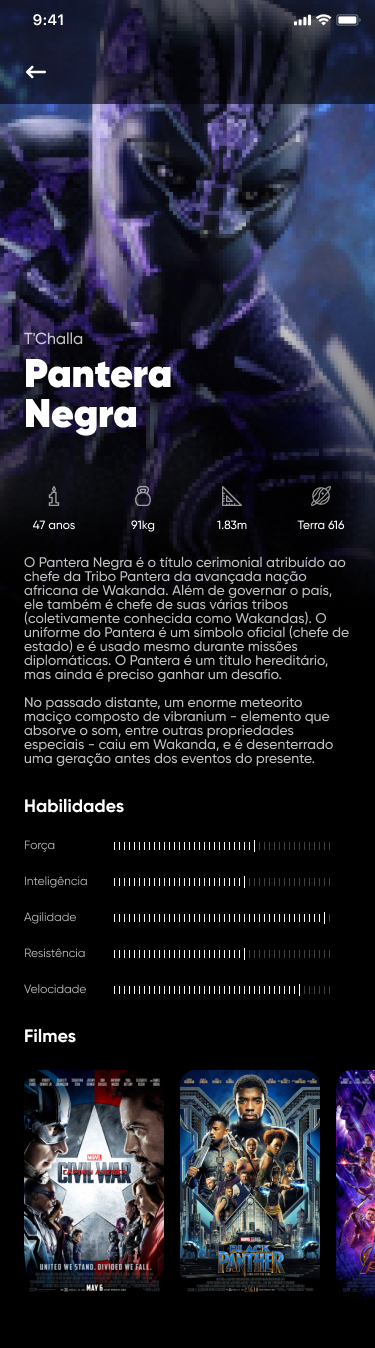 9:41
T'Challa
Pantera
Negra
47 anos
91kg
1.83m
Terra 616
O Pantera Negra é o título cerimonial atribuído ao
chefe da Tribo Pantera da avançada nação
africana de Wakanda. Além de governar o país,
ele também é chefe de suas várias tribos
(coletivamente conhecida como Wakandas). O
uniforme do Pantera é um símbolo oficial (chefe de
estado) e é usado mesmo durante missões
diplomáticas. O Pantera é um título hereditário,
mas ainda é preciso ganhar um desafio.
No passado distante, um enorme meteorito
maciço composto de vibranium - elemento que
absorve o som, entre outras propriedades
especiais - caiu em Wakanda, e é desenterrado
uma geração antes dos eventos do presente.
Habilidades
Força
Inteligência
Agilidade
Resistência
Velocidade
Filmes
MARVEL
CAPTAIN AMERICA
CIVIL WAR
UNITED WE STAND. DIVIDED WE FALL.
MAY 6
MARVEL STUDIOS
BLACK
PANTHER